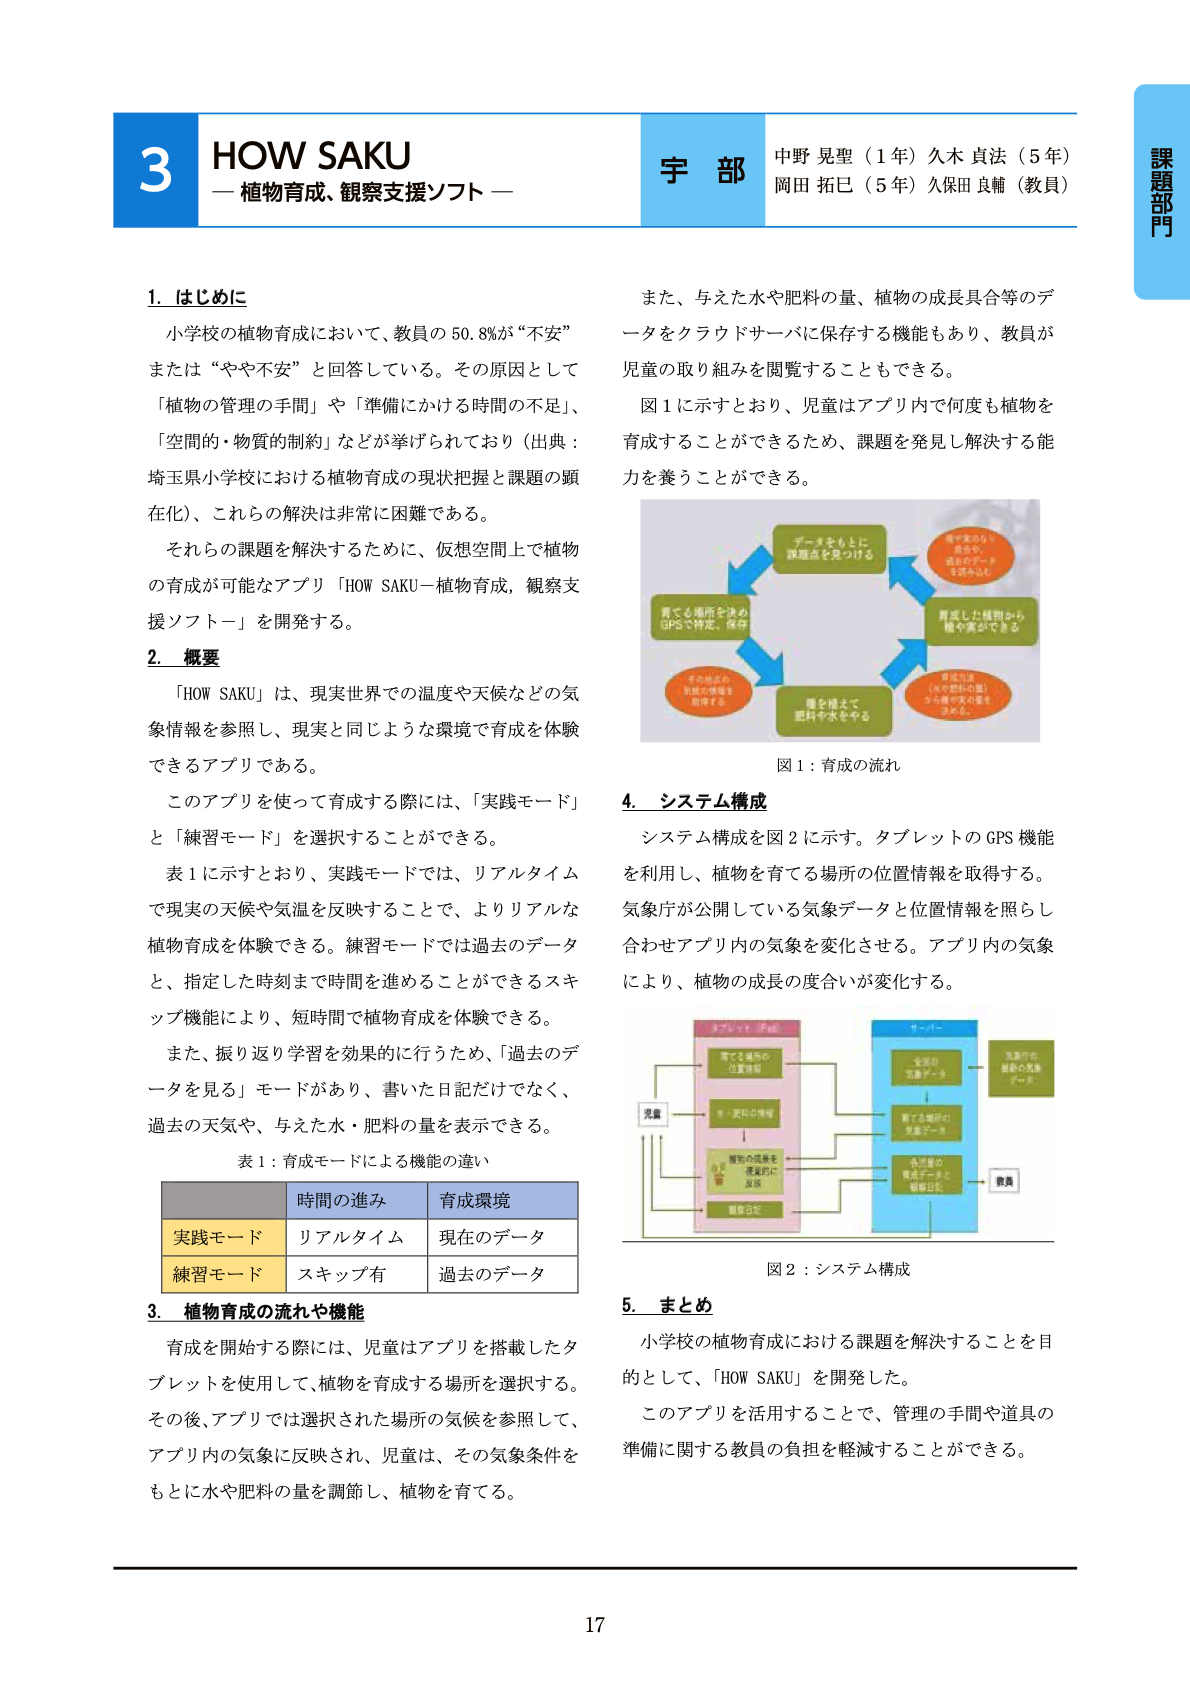 課題部門
3
HOW SAKU
― 植物育成、観察支援ソフト ―
宇 部
中野 晃聖（１年）久木 貞法（５年）
岡田 拓巳（５年）久保田 良輔（教員）
1. はじめに
小学校の植物育成において、教員の 50.8%が“不安”
または“やや不安”と回答している。その原因として
「植物の管理の手間」や「準備にかける時間の不足」、
「空間的・物質的制約」などが挙げられており（出典：
埼玉県小学校における植物育成の現状把握と課題の顕
在化）、これらの解決は非常に困難である。
それらの課題を解決するために、仮想空間上で植物
の育成が可能なアプリ「HOW SAKU－植物育成，観察支
援ソフト－」を開発する。
2. 概要
「HOW SAKU」は、現実世界での温度や天候などの気
象情報を参照し、現実と同じような環境で育成を体験
できるアプリである。
このアプリを使って育成する際には、「実践モード」
と「練習モード」を選択することができる。
表 1 に示すとおり、実践モードでは、リアルタイム
で現実の天候や気温を反映することで、よりリアルな
植物育成を体験できる。練習モードでは過去のデータ
と、指定した時刻まで時間を進めることができるスキ
ップ機能により、短時間で植物育成を体験できる。
また、振り返り学習を効果的に行うため、「過去のデ
ータを見る」モードがあり、書いた日記だけでなく、
過去の天気や、与えた水・肥料の量を表示できる。
表 1：育成モードによる機能の違い
時間の進み 育成環境
実践モード リアルタイム 現在のデータ
練習モード スキップ有 過去のデータ
3. 植物育成の流れや機能
育成を開始する際には、児童はアプリを搭載したタ
ブレットを使用して、植物を育成する場所を選択する。
その後、アプリでは選択された場所の気候を参照して、
アプリ内の気象に反映され、児童は、その気象条件を
もとに水や肥料の量を調節し、植物を育てる。
また、与えた水や肥料の量、植物の成長具合等のデ
ータをクラウドサーバに保存する機能もあり、教員が
児童の取り組みを閲覧することもできる。
図 1 に示すとおり、児童はアプリ内で何度も植物を
育成することができるため、課題を発見し解決する能
力を養うことができる。
データをもとに
課題点を見つける
種や実のなり
具合や、
過去のデータ
を読み込む
育てる場所を決め
GPSで特定、保存
育成した植物から
種や実ができる
その地点の
気候の情報を
取得する
種を植えて
肥料や水をやる
育成方法
（水や肥料の量）
から種や実の量を
決める。
図 1：育成の流れ
4. システム構成
システム構成を図 2 に示す。タブレットの GPS 機能
を利用し、植物を育てる場所の位置情報を取得する。
気象庁が公開している気象データと位置情報を照らし
合わせアプリ内の気象を変化させる。アプリ内の気象
により、植物の成長の度合いが変化する。
タブレット（iPad）
サーバー
育てる場所の
位置情報
全国の
気象データ
気象庁の
最新の気象
データ
児童
水・肥料の情報
育てる場所の
気象データ
植物の成長を
視覚的に
反映
各児童の
育成データと
観察日記
教員
観察日記
図２：システム構成
5. まとめ
小学校の植物育成における課題を解決することを目
的として、「HOW SAKU」を開発した。
このアプリを活用することで、管理の手間や道具の
準備に関する教員の負担を軽減することができる。
17